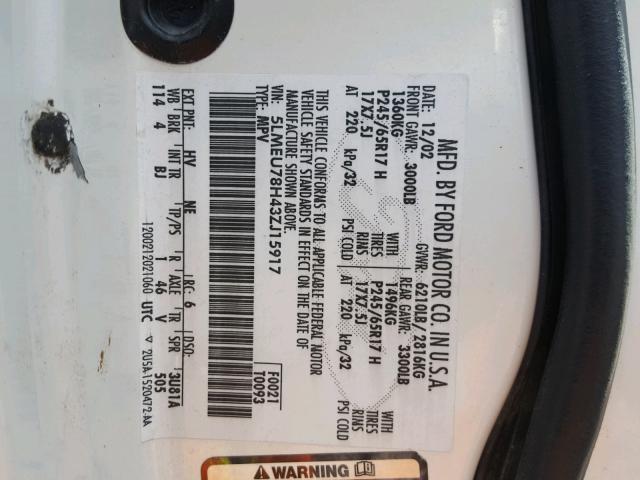 MFD. BY FORD MOTOR CO. IN U.S.A.
DATE: 12/02 GVWR: 6210LB/ 2816KG
FRONT GAWR: 3000LB REAR GAWR: 3300LB
1360KG WITH 1496KG WITH
P245/65R17 H TIRES P245/65R17 H TIRES
17X7.5J RIMS 17X7.5J RIMS
AT 220 kPa/32 PSI COLD AT 220 kPa/32 PSI COLD
THIS VEHICLE CONFORMS TO ALL APPLICABLE FEDERAL MOTOR
VEHICLE SAFETY STANDARDS IN EFFECT ON THE DATE OF
MANUFACTURE SHOWN ABOVE.
VIN: 5LMEU78H43ZJ15917 F0021
TYPE: MPV T0093
EXT PNT: HV NE RC: 6 DSO:
WB BRK INT TR TP/PS R AXLE TR SPR 3U81A
114 4 BJ 1 46 V 505
120021202106O UTC ▽ 2U5A1520472-AA
⚠ WARNING